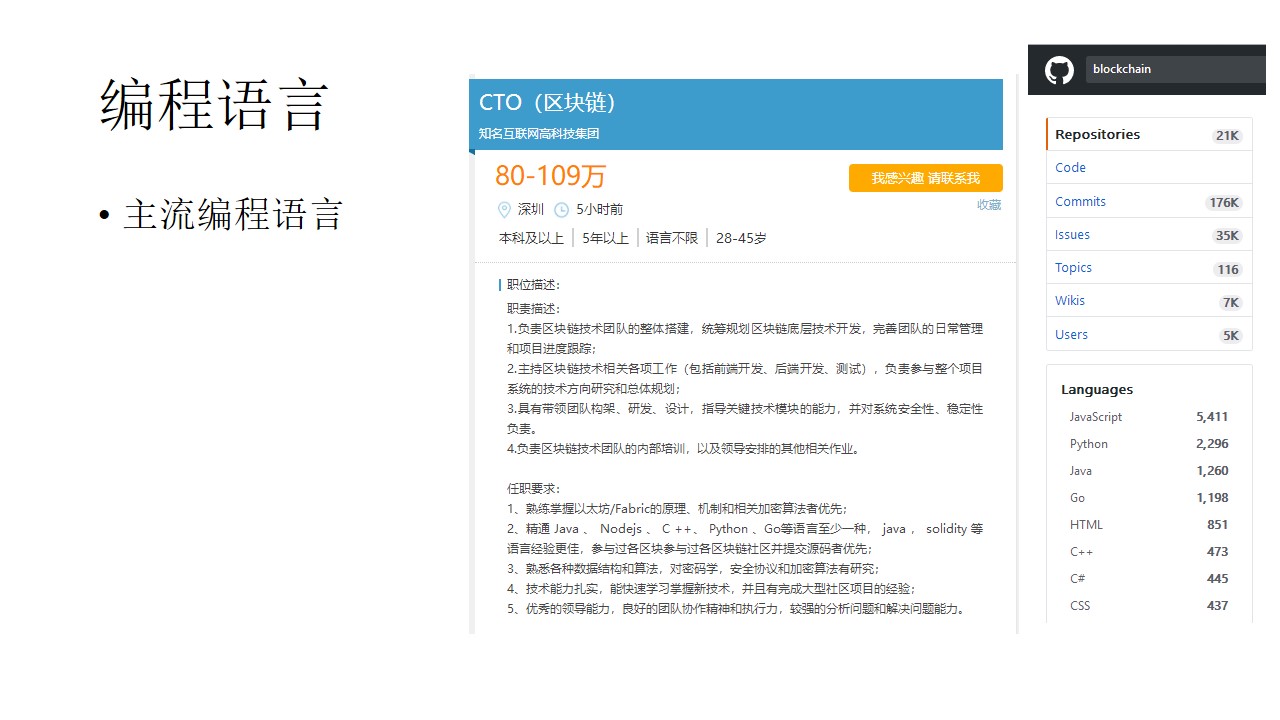 编程语言
• 主流编程语言
CTO（区块链）
知名互联网高科技集团
80-109万
我感兴趣 请联系我
深圳 5小时前
收藏
本科及以上 5年以上 语言不限 28-45岁
职位描述：
职责描述：
1.负责区块链技术团队的整体搭建，统筹规划区块链底层技术开发，完善团队的日常管理
和项目进度跟踪；
2.主持区块链技术相关各项工作（包括前端开发、后端开发、测试），负责参与整个项目
系统的技术方向研究和总体规划；
3.具有带领团队构架、研发、设计，指导关键技术模块的能力，并对系统安全性、稳定性
负责。
4.负责区块链技术团队的内部培训，以及领导安排的其他相关作业。
任职要求：
1、熟练掌握以太坊/Fabric的原理、机制和相关加密算法者优先；
2、精通 Java 、 Nodejs 、 C ++、 Python 、Go等语言至少一种， java ， solidity 等
语言经验更佳，参与过各区块参与过各区块链社区并提交源码者优先；
3、熟悉各种数据结构和算法，对密码学，安全协议和加密算法有研究；
4、技术能力扎实，能快速学习掌握新技术，并且有完成大型社区项目的经验；
5、优秀的领导能力，良好的团队协作精神和执行力，较强的分析问题和解决问题能力。
blockchain
Repositories 21K
Code
Commits 176K
Issues 35K
Topics 116
Wikis 7K
Users 5K
Languages
JavaScript 5,411
Python 2,296
Java 1,260
Go 1,198
HTML 851
C++ 473
C# 445
CSS 437